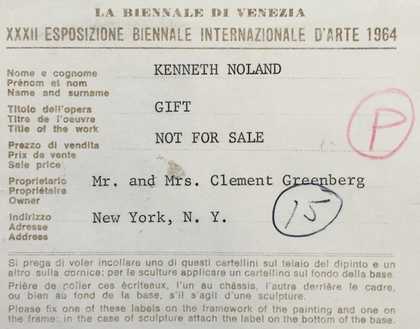 LA BIENNALE DI VENEZIA
XXXII ESPOSIZIONE BIENNALE INTERNAZIONALE D'ARTE 1964
Nome e cognome
Prénom et nom
Name and surname
KENNETH NOLAND
Titolo dell'opera
Titre de l'oeuvre
Title of the work
GIFT
Prezzo di vendita
Prix de vente
Sale price
NOT FOR SALE
P
Proprietario
Propriétaire
Owner
Mr. and Mrs. Clement Greenberg
Indirizzo
Adresse
Address
New York, N. Y.
15
Si prega di voler incollare uno di questi cartellini sul telaio del dipinto e un
altro sulla cornice; per le sculture applicare un cartellino sul fondo della base.
Prière de coller ces écriteaux, l'un au châssis, l'autre derrière le cadre,
ou bien au fond de la base, s'il s'agit d'une sculpture.
Please fix one of these labels on the framework of the painting and one on
the frame: in case of sculpture attach the label on the bottom of the base.